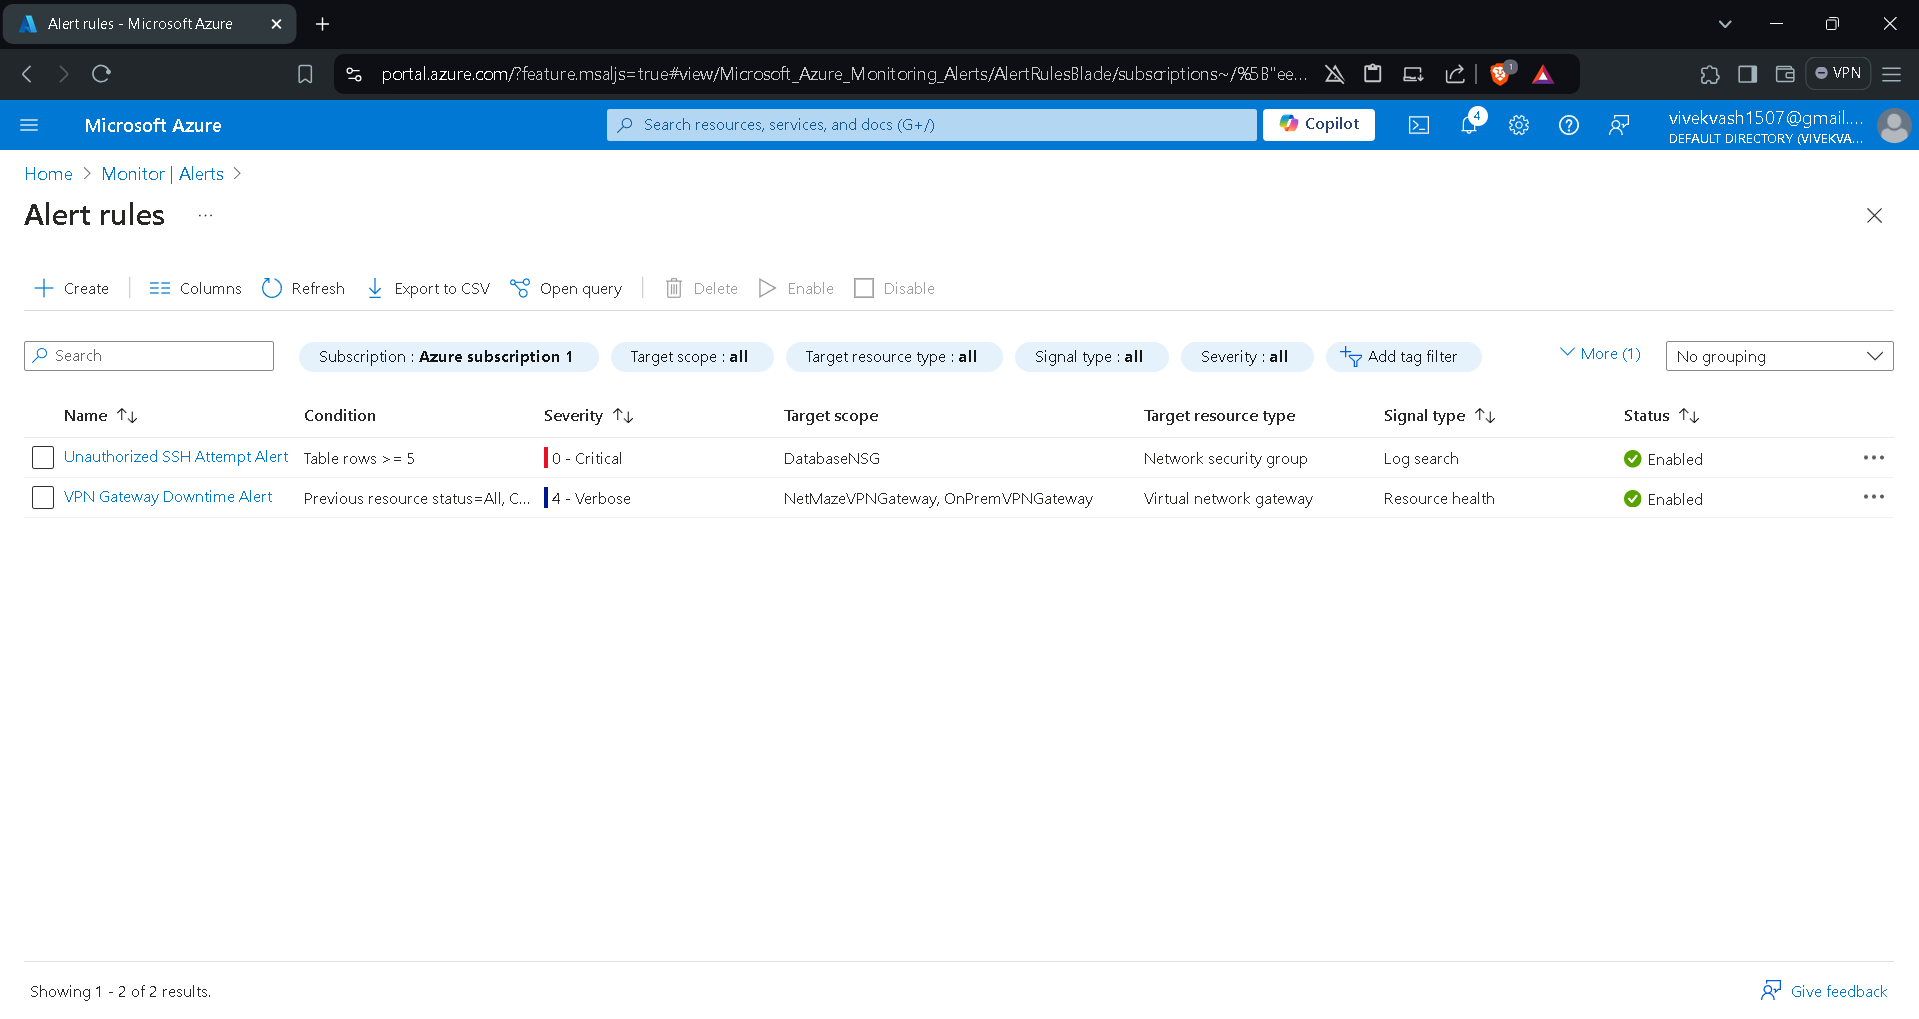 Alert rules - Microsoft Azure
portal.azure.com/?feature.msaljs=true#view/Microsoft_Azure_Monitoring_Alerts/AlertRulesBlade/subscriptions~/%5B"ee...
1
VPN
Microsoft Azure
Search resources, services, and docs (G+/)
Copilot
4
vivekvash1507@gmail....
DEFAULT DIRECTORY (VIVEKVA...
Home > Monitor | Alerts >
Alert rules ...
Create
Columns
Refresh
Export to CSV
Open query
Delete
Enable
Disable
Search
Subscription : Azure subscription 1
Target scope : all
Target resource type : all
Signal type : all
Severity : all
Add tag filter
More (1)
No grouping
Name Condition Severity Target scope Target resource type Signal type Status
Unauthorized SSH Attempt Alert Table rows >= 5 0 - Critical DatabaseNSG Network security group Log search Enabled
VPN Gateway Downtime Alert Previous resource status=All, C... 4 - Verbose NetMazeVPNGateway, OnPremVPNGateway Virtual network gateway Resource health Enabled
Showing 1 - 2 of 2 results.
Give feedback